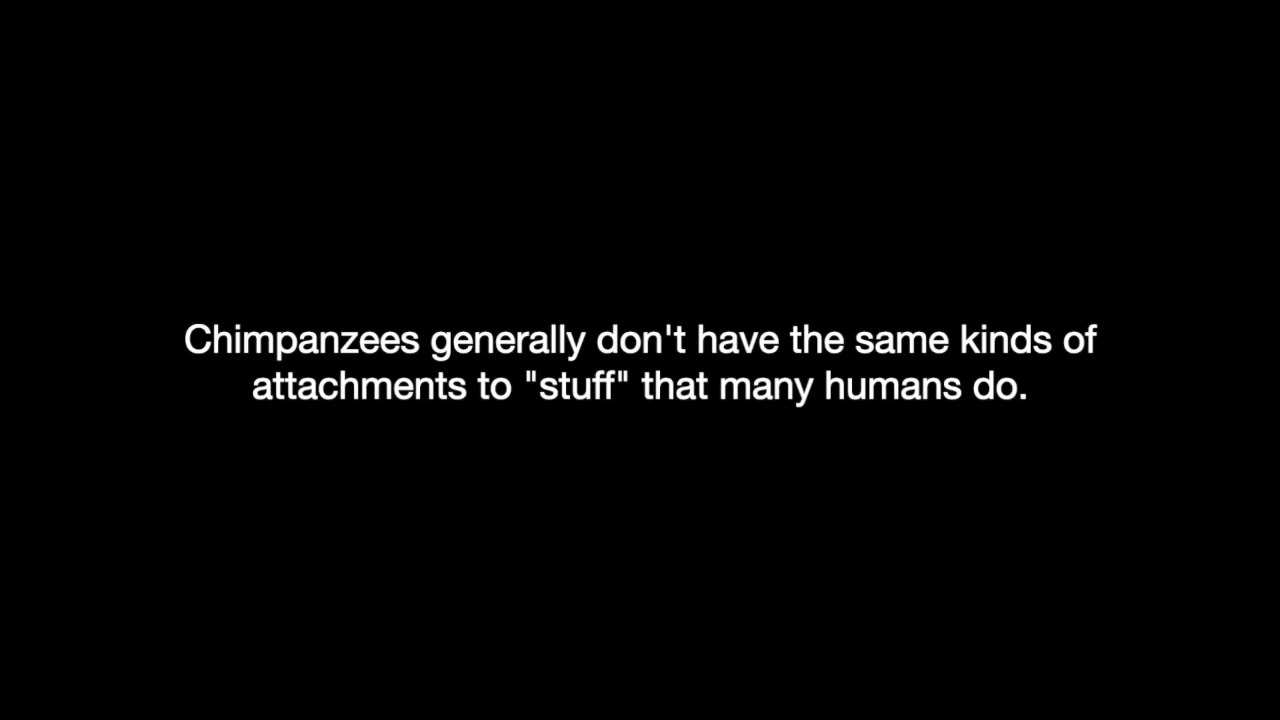 Chimpanzees generally don't have the same kinds of
attachments to "stuff" that many humans do.